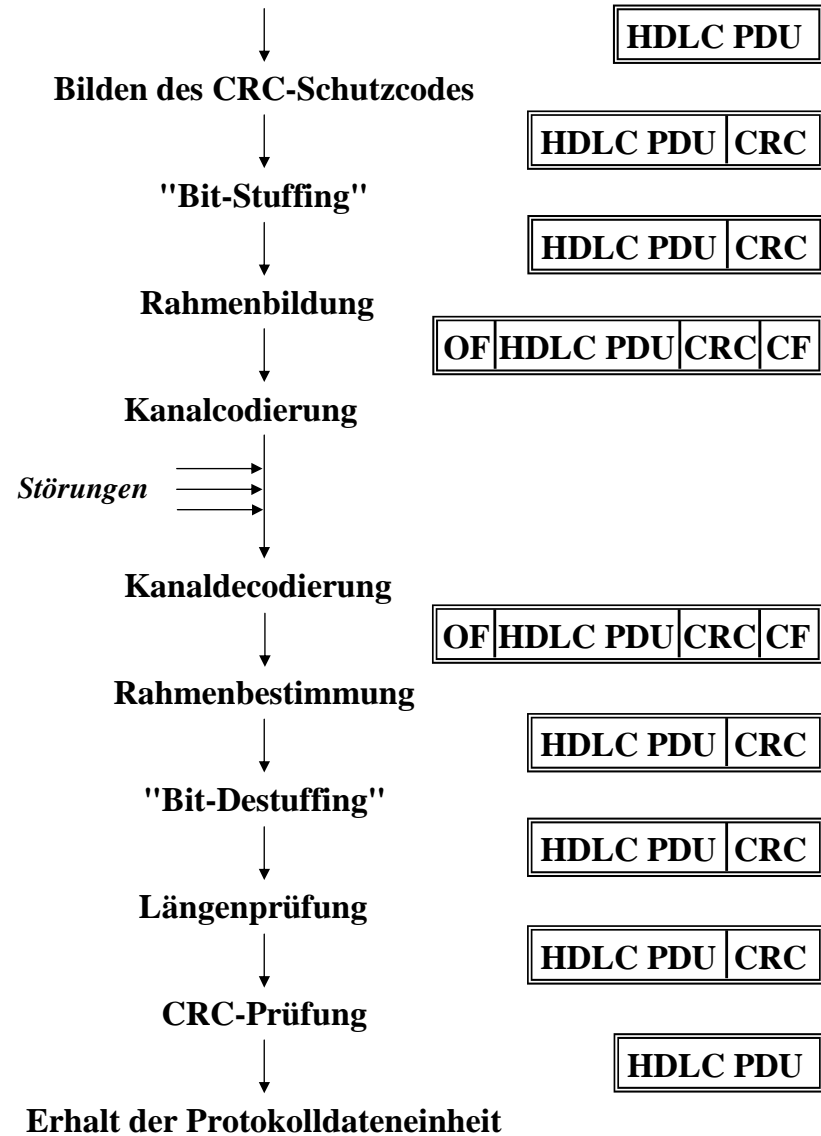 HDLC PDU
Bilden des CRC-Schutzcodes
HDLC PDU CRC
"Bit-Stuffing"
HDLC PDU CRC
Rahmenbildung
OF HDLC PDU CRC CF
Kanalcodierung
Störungen
Kanaldecodierung
OF HDLC PDU CRC CF
Rahmenbestimmung
HDLC PDU CRC
"Bit-Destuffing"
HDLC PDU CRC
Längenprüfung
HDLC PDU CRC
CRC-Prüfung
HDLC PDU
Erhalt der Protokolldateneinheit